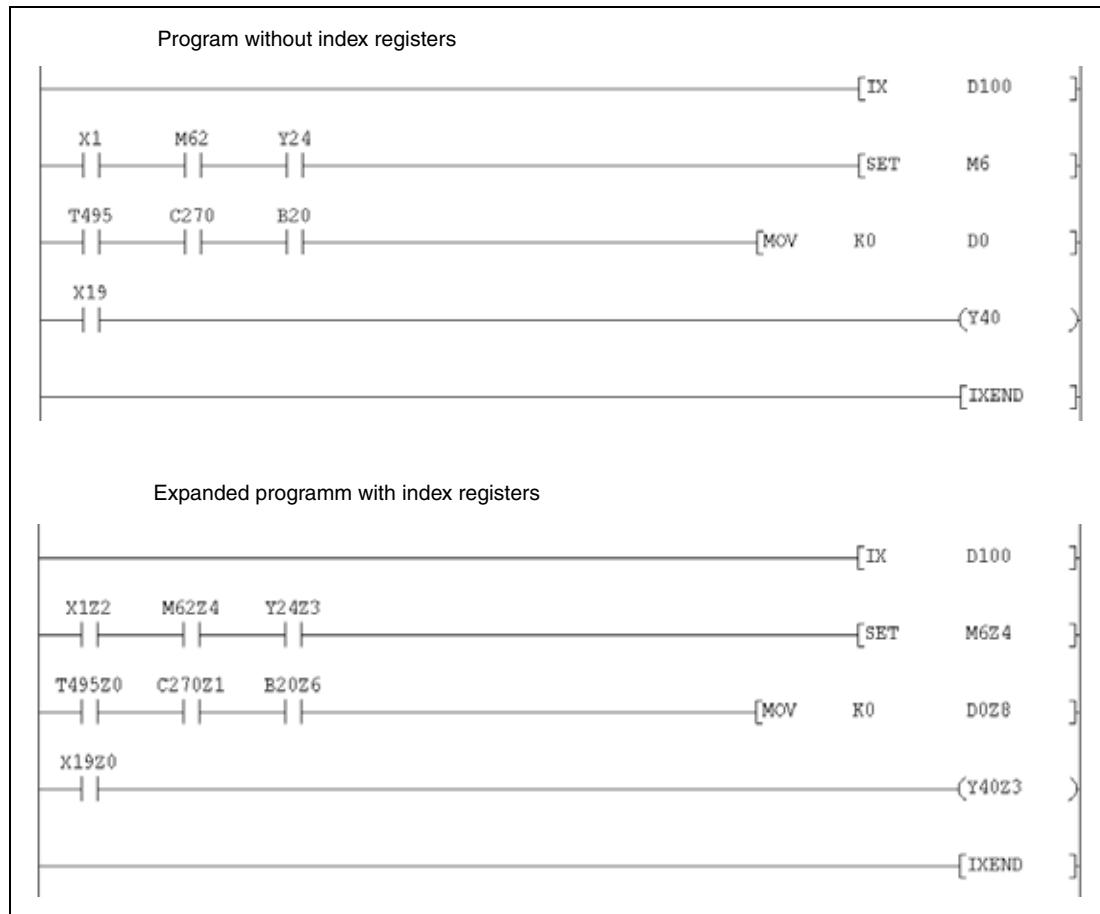 Program without index registers
[IX D100 ]
X1 M62 Y24
[SET M6 ]
T495 C270 B20
[MOV K0 D0 ]
X19
(Y40 )
[IXEND ]
Expanded programm with index registers
[IX D100 ]
X1Z2 M62Z4 Y24Z3
[SET M6Z4 ]
T495Z0 C270Z1 B20Z6
[MOV K0 D0Z8 ]
X19Z0
(Y40Z3 )
[IXEND ]